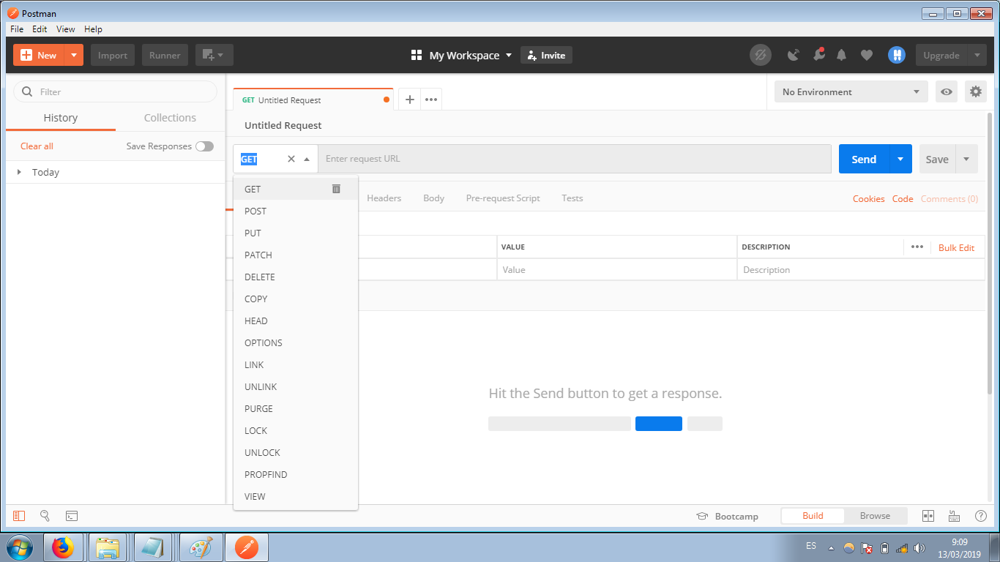 Postman
File Edit View Help
New Import Runner My Workspace Invite Upgrade
Filter
History Collections
Clear all Save Responses
Today
GET Untitled Request
No Environment
Untitled Request
GET Enter request URL Send Save
GET
POST
PUT
PATCH
DELETE
COPY
HEAD
OPTIONS
LINK
UNLINK
PURGE
LOCK
UNLOCK
PROPFIND
VIEW
Headers Body Pre-request Script Tests Cookies Code Comments (0)
VALUE DESCRIPTION Bulk Edit
Value Description
Hit the Send button to get a response.
Bootcamp Build Browse
ES 9:09
13/03/2019